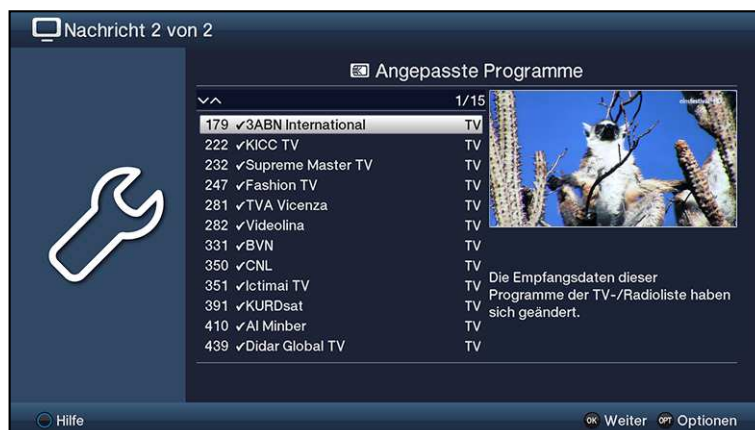 Nachricht 2 von 2
Angepasste Programme
1/15
179 ✓3ABN International TV
222 ✓KICC TV TV
232 ✓Supreme Master TV TV
247 ✓Fashion TV TV
281 ✓TVA Vicenza TV
282 ✓Videolina TV
331 ✓BVN TV
350 ✓CNL TV
351 ✓Ictimai TV TV
391 ✓KURDsat TV
410 ✓Al Minber TV
439 ✓Didar Global TV TV
Die Empfangsdaten dieser
Programme der TV-/Radioliste haben
sich geändert.
Hilfe
OK Weiter OPT Optionen